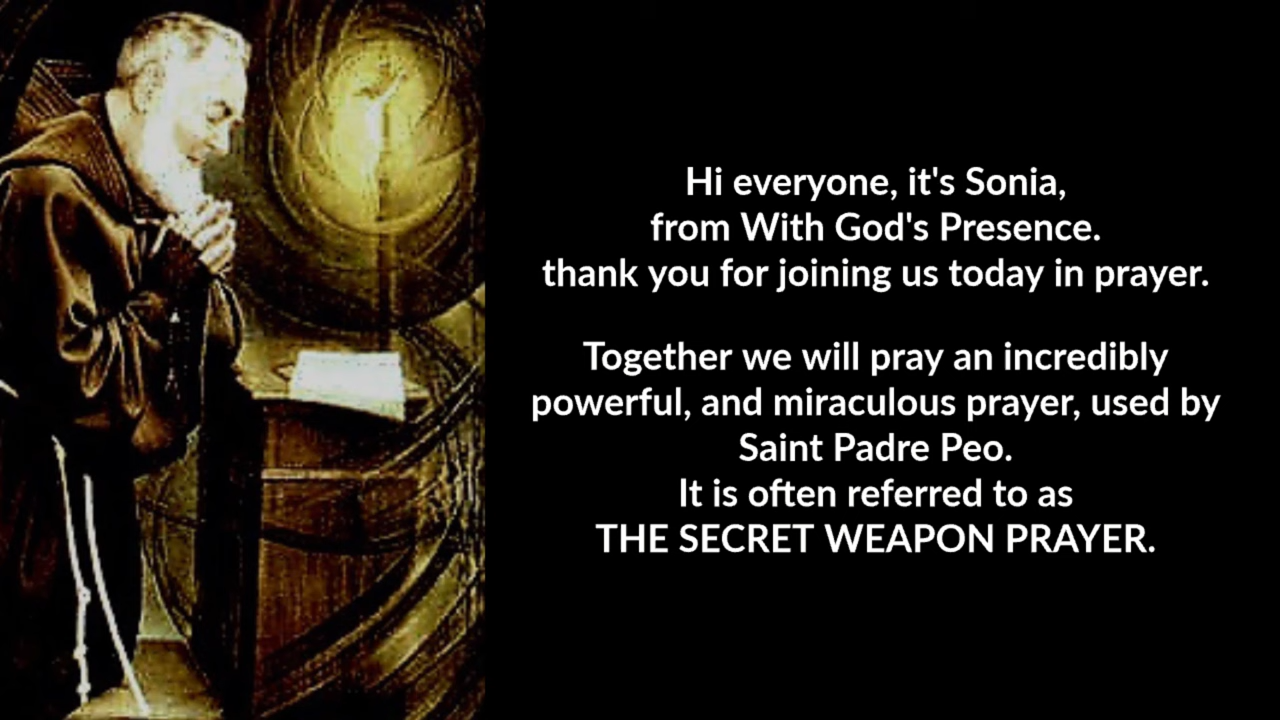 Hi everyone, it's Sonia,
from With God's Presence.
thank you for joining us today in prayer.
Together we will pray an incredibly
powerful, and miraculous prayer, used by
Saint Padre Peo.
It is often referred to as
THE SECRET WEAPON PRAYER.